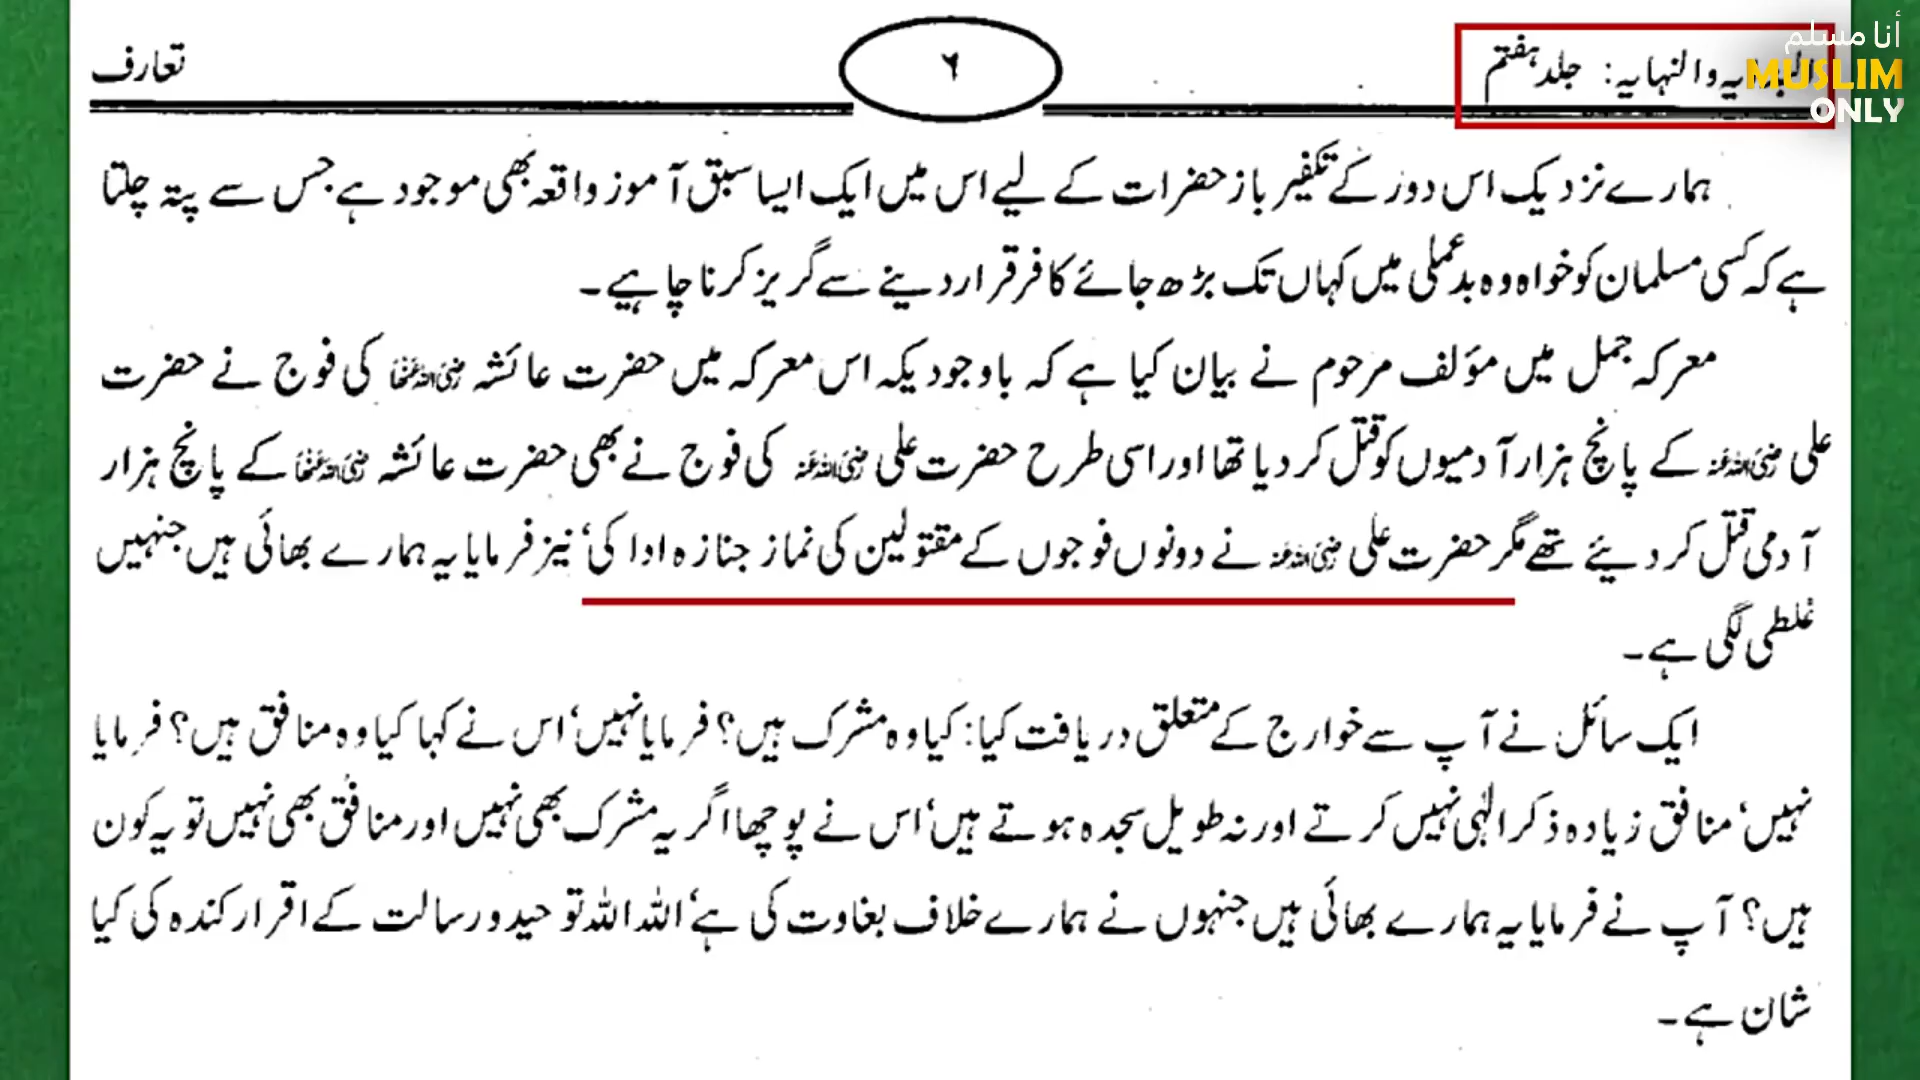 أنا مسلم
MUSLIM
ONLY
البدایہ والنہایہ: جلد ہفتم
۶
تعارف
ہمارے نزدیک اس دور کے تکفیر باز حضرات کے لیے اس میں ایک ایسا سبق آموز واقعہ بھی موجود ہے جس سے پتہ چلتا
ہے کہ کسی مسلمان کو خواہ وہ بدعملی میں کہاں تک بڑھ جائے کافر قرار دینے سے گریز کرنا چاہیے۔
معرکہ جمل میں مؤلف مرحوم نے بیان کیا ہے کہ باوجودیکہ اس معرکہ میں حضرت عائشہ رضی اللہ عنہا کی فوج نے حضرت
علی رضی اللہ عنہ کے پانچ ہزار آدمیوں کو قتل کر دیا تھا اور اسی طرح حضرت علی رضی اللہ عنہ کی فوج نے بھی حضرت عائشہ رضی اللہ عنہا کے پانچ ہزار
آدمی قتل کر دیئے تھے مگر حضرت علی رضی اللہ عنہ نے دونوں فوجوں کے مقتولین کی نماز جنازہ ادا کی، نیز فرمایا یہ ہمارے بھائی ہیں جنہیں
غلطی لگی ہے۔
ایک سائل نے آپ سے خوارج کے متعلق دریافت کیا: کیا وہ مشرک ہیں؟ فرمایا نہیں، اس نے کہا کیا وہ منافق ہیں؟ فرمایا
نہیں، منافق زیادہ ذکر الٰہی نہیں کرتے اور نہ طویل سجدہ ہوتے ہیں، اس نے پوچھا اگر یہ مشرک بھی نہیں اور منافق بھی نہیں تو یہ کون
ہیں؟ آپ نے فرمایا یہ ہمارے بھائی ہیں جنہوں نے ہمارے خلاف بغاوت کی ہے، اللہ اللہ توحید و رسالت کے اقرار کنندہ کی کیا
شان ہے۔